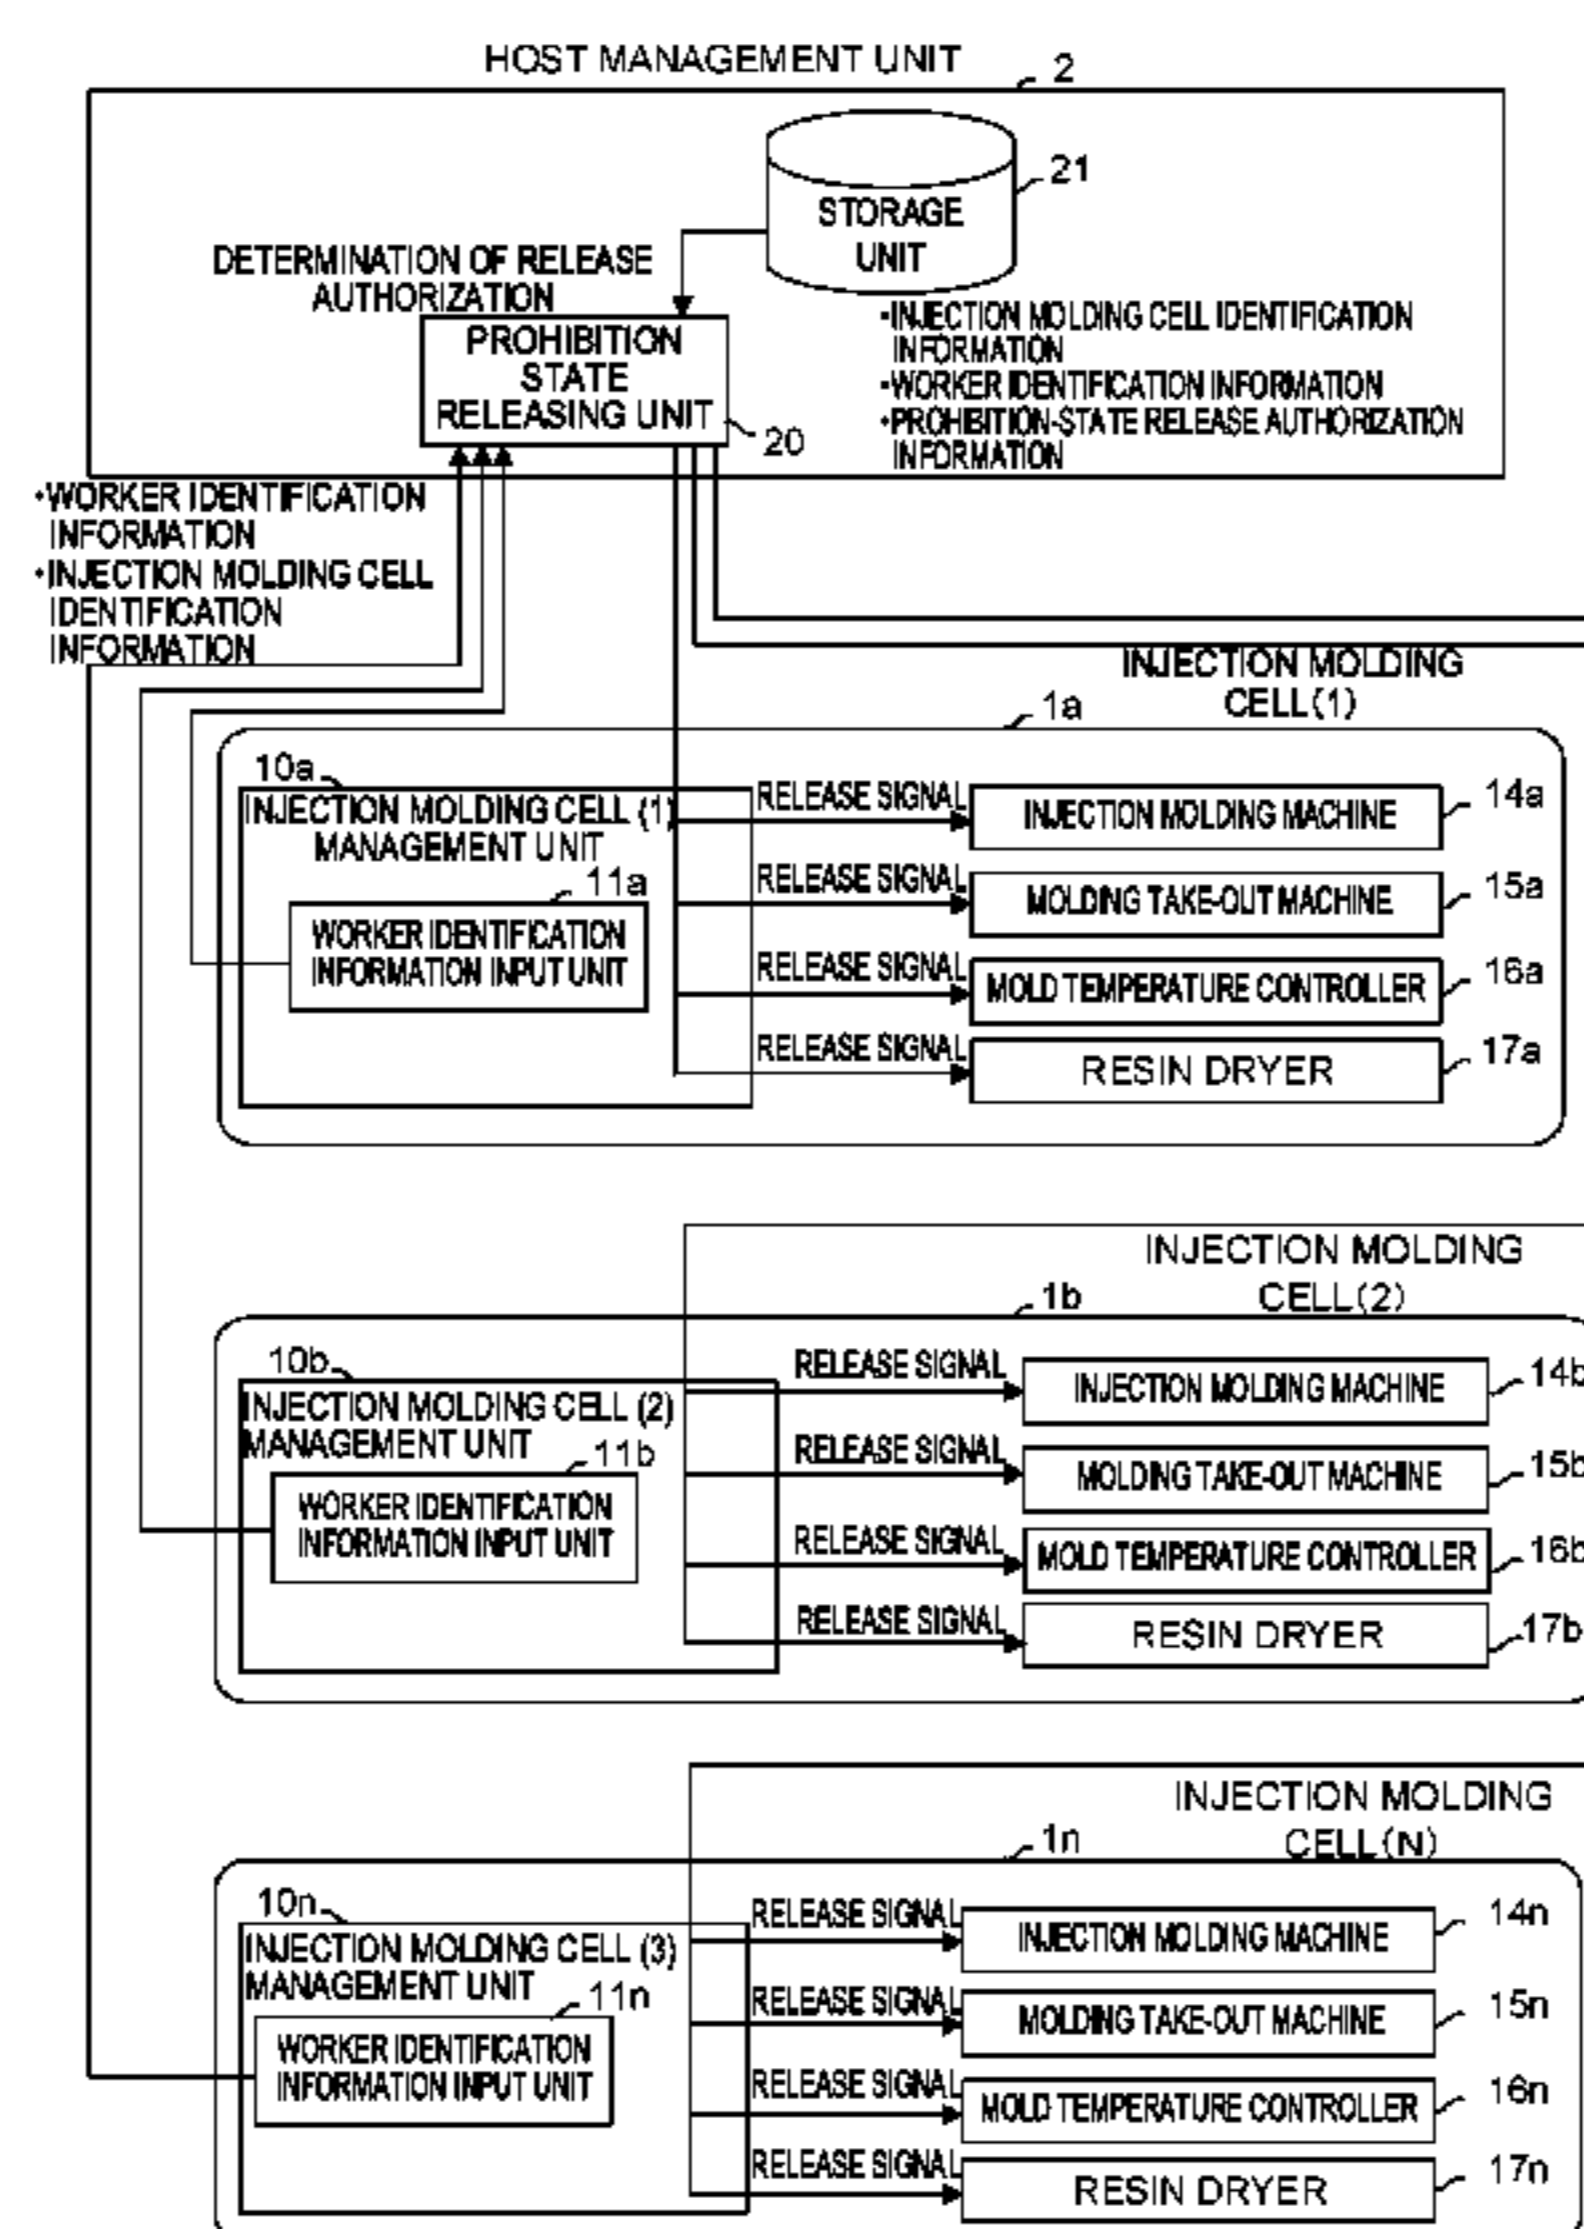 HOST MANAGEMENT UNIT
2
21
STORAGE
UNIT
DETERMINATION OF RELEASE
AUTHORIZATION
PROHIBITION
STATE
RELEASING UNIT
20
・INJECTION MOLDING CELL IDENTIFICATION
INFORMATION
・WORKER IDENTIFICATION INFORMATION
・PROHIBITION-STATE RELEASE AUTHORIZATION
INFORMATION
・WORKER IDENTIFICATION
INFORMATION
・INJECTION MOLDING CELL
IDENTIFICATION
INFORMATION
INJECTION MOLDING
CELL(1)
1a
10a
INJECTION MOLDING CELL (1)
MANAGEMENT UNIT
11a
WORKER IDENTIFICATION
INFORMATION INPUT UNIT
RELEASE SIGNAL
INJECTION MOLDING MACHINE
14a
RELEASE SIGNAL
MOLDING TAKE-OUT MACHINE
15a
RELEASE SIGNAL
MOLD TEMPERATURE CONTROLLER
16a
RELEASE SIGNAL
RESIN DRYER
17a
INJECTION MOLDING
CELL(2)
1b
10b
INJECTION MOLDING CELL (2)
MANAGEMENT UNIT
11b
WORKER IDENTIFICATION
INFORMATION INPUT UNIT
RELEASE SIGNAL
INJECTION MOLDING MACHINE
14b
RELEASE SIGNAL
MOLDING TAKE-OUT MACHINE
15b
RELEASE SIGNAL
MOLD TEMPERATURE CONTROLLER
16b
RELEASE SIGNAL
RESIN DRYER
17b
INJECTION MOLDING
CELL(N)
1n
10n
INJECTION MOLDING CELL (3)
MANAGEMENT UNIT
11n
WORKER IDENTIFICATION
INFORMATION INPUT UNIT
RELEASE SIGNAL
INJECTION MOLDING MACHINE
14n
RELEASE SIGNAL
MOLDING TAKE-OUT MACHINE
15n
RELEASE SIGNAL
MOLD TEMPERATURE CONTROLLER
16n
RELEASE SIGNAL
RESIN DRYER
17n